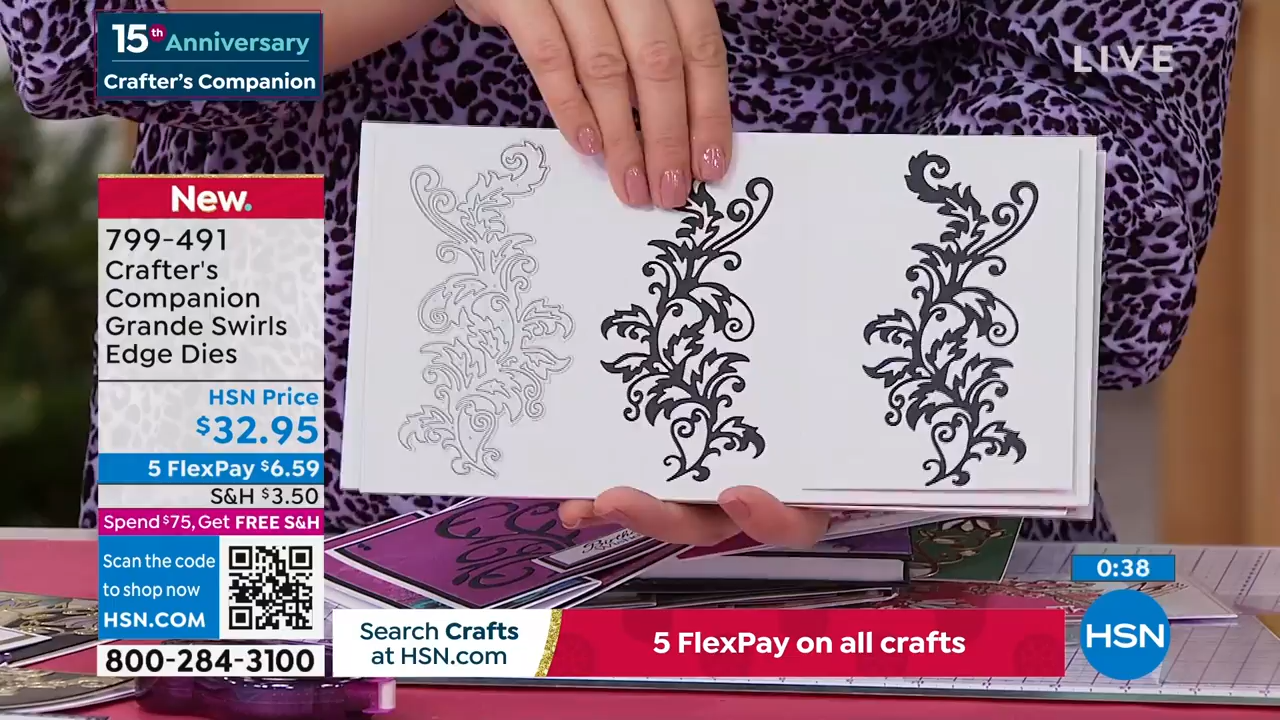 15th Anniversary
Crafter's Companion
LIVE
New.
799-491
Crafter's
Companion
Grande Swirls
Edge Dies
HSN Price
$32.95
5 FlexPay $6.59
S&H $3.50
Spend $75, Get FREE S&H
Scan the code
to shop now
HSN.COM
800-284-3100
Search Crafts
at HSN.com
5 FlexPay on all crafts
0:38
HSN